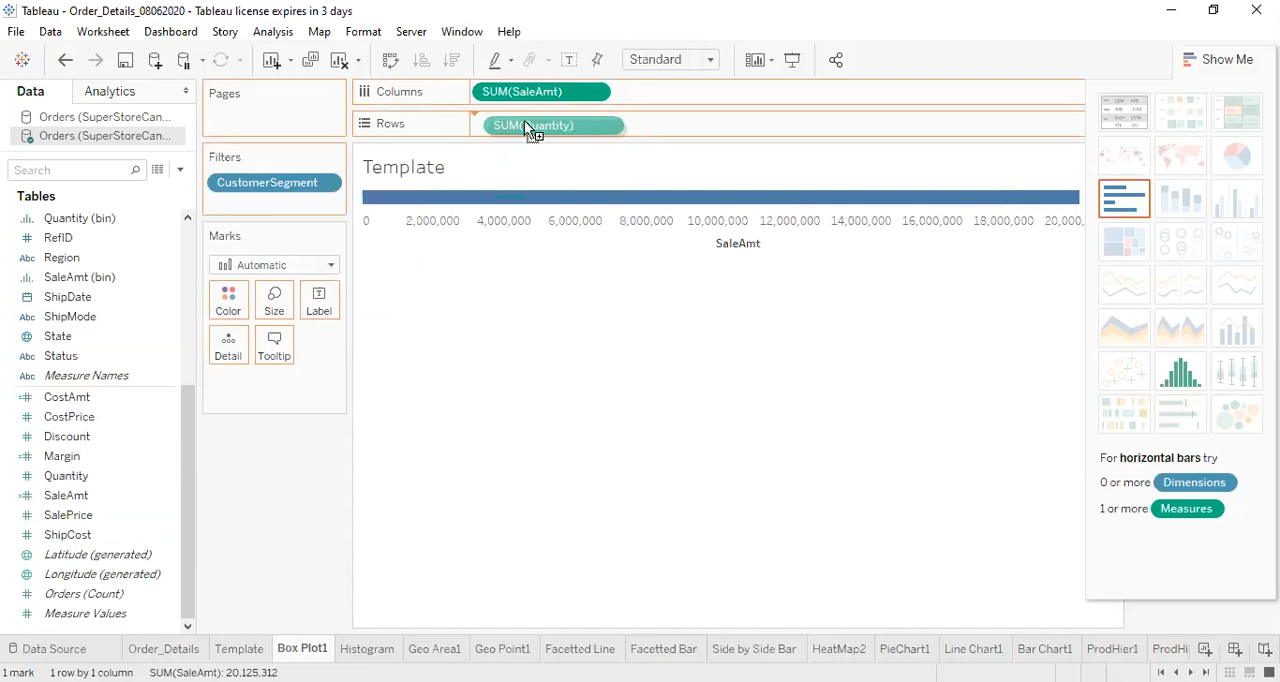 Tableau - Order_Details_08062020 - Tableau license expires in 3 days
File Data Worksheet Dashboard Story Analysis Map Format Server Window Help
Standard
Show Me
Data Analytics
Orders (SuperStoreCan...
Orders (SuperStoreCan...
Search
Tables
Quantity (bin)
# RefID
Abc Region
SaleAmt (bin)
ShipDate
Abc ShipMode
State
Abc Status
Abc Measure Names
=# CostAmt
# CostPrice
# Discount
=# Margin
# Quantity
=# SaleAmt
# SalePrice
# ShipCost
Latitude (generated)
Longitude (generated)
# Orders (Count)
# Measure Values
Pages
Filters
CustomerSegment
Marks
Automatic
Color Size Label
Detail Tooltip
Columns SUM(SaleAmt)
Rows SUM(Quantity)
Template
0 2,000,000 4,000,000 6,000,000 8,000,000 10,000,000 12,000,000 14,000,000 16,000,000 18,000,000 20,000,
SaleAmt
For horizontal bars try
0 or more Dimensions
1 or more Measures
Data Source Order_Details Template Box Plot1 Histogram Geo Area1 Geo Point1 Facetted Line Facetted Bar Side by Side Bar HeatMap2 PieChart1 Line Chart1 Bar Chart1 ProdHier1 ProdHi
1 mark 1 row by 1 column SUM(SaleAmt): 20,125,312